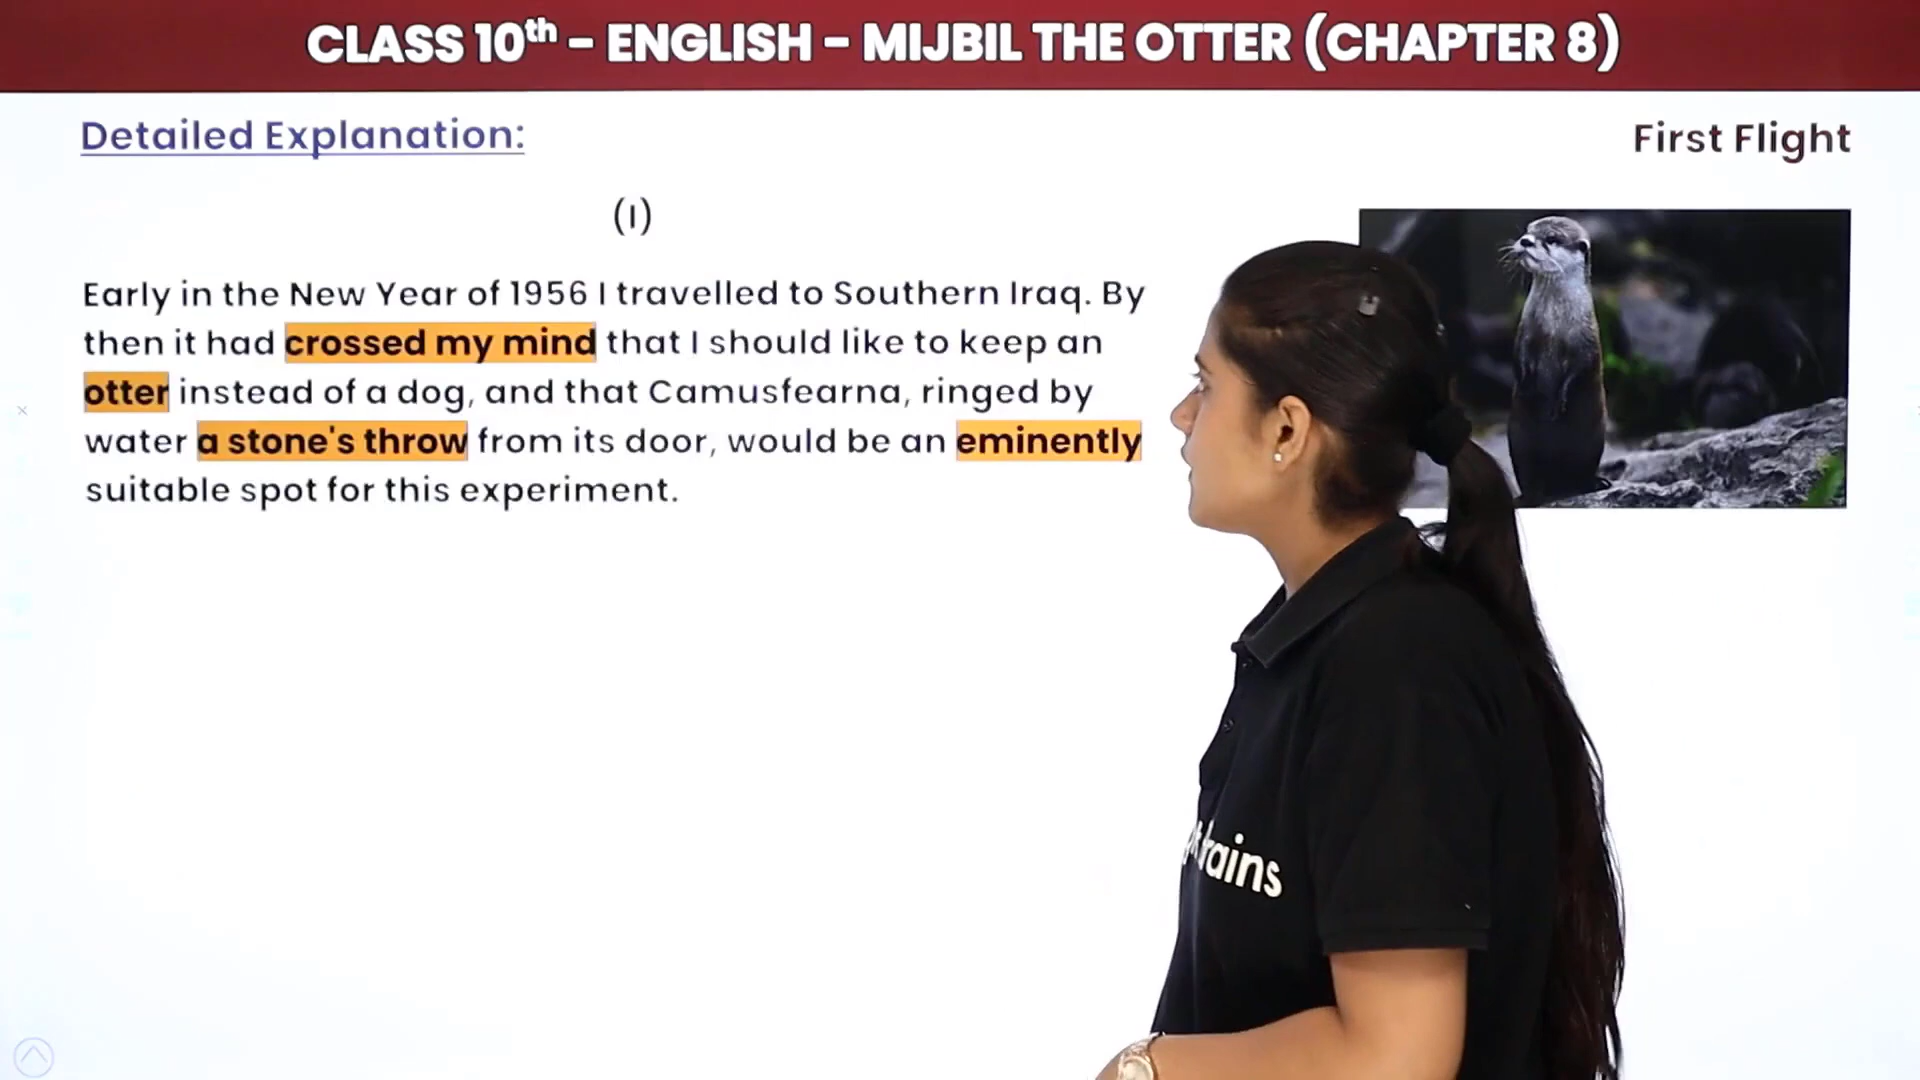 CLASS 10th – ENGLISH – MIJBIL THE OTTER (CHAPTER 8)
Detailed Explanation:
First Flight
(I)
Early in the New Year of 1956 I travelled to Southern Iraq. By
then it had crossed my mind that I should like to keep an
otter instead of a dog, and that Camusfearna, ringed by
water a stone's throw from its door, would be an eminently
suitable spot for this experiment.